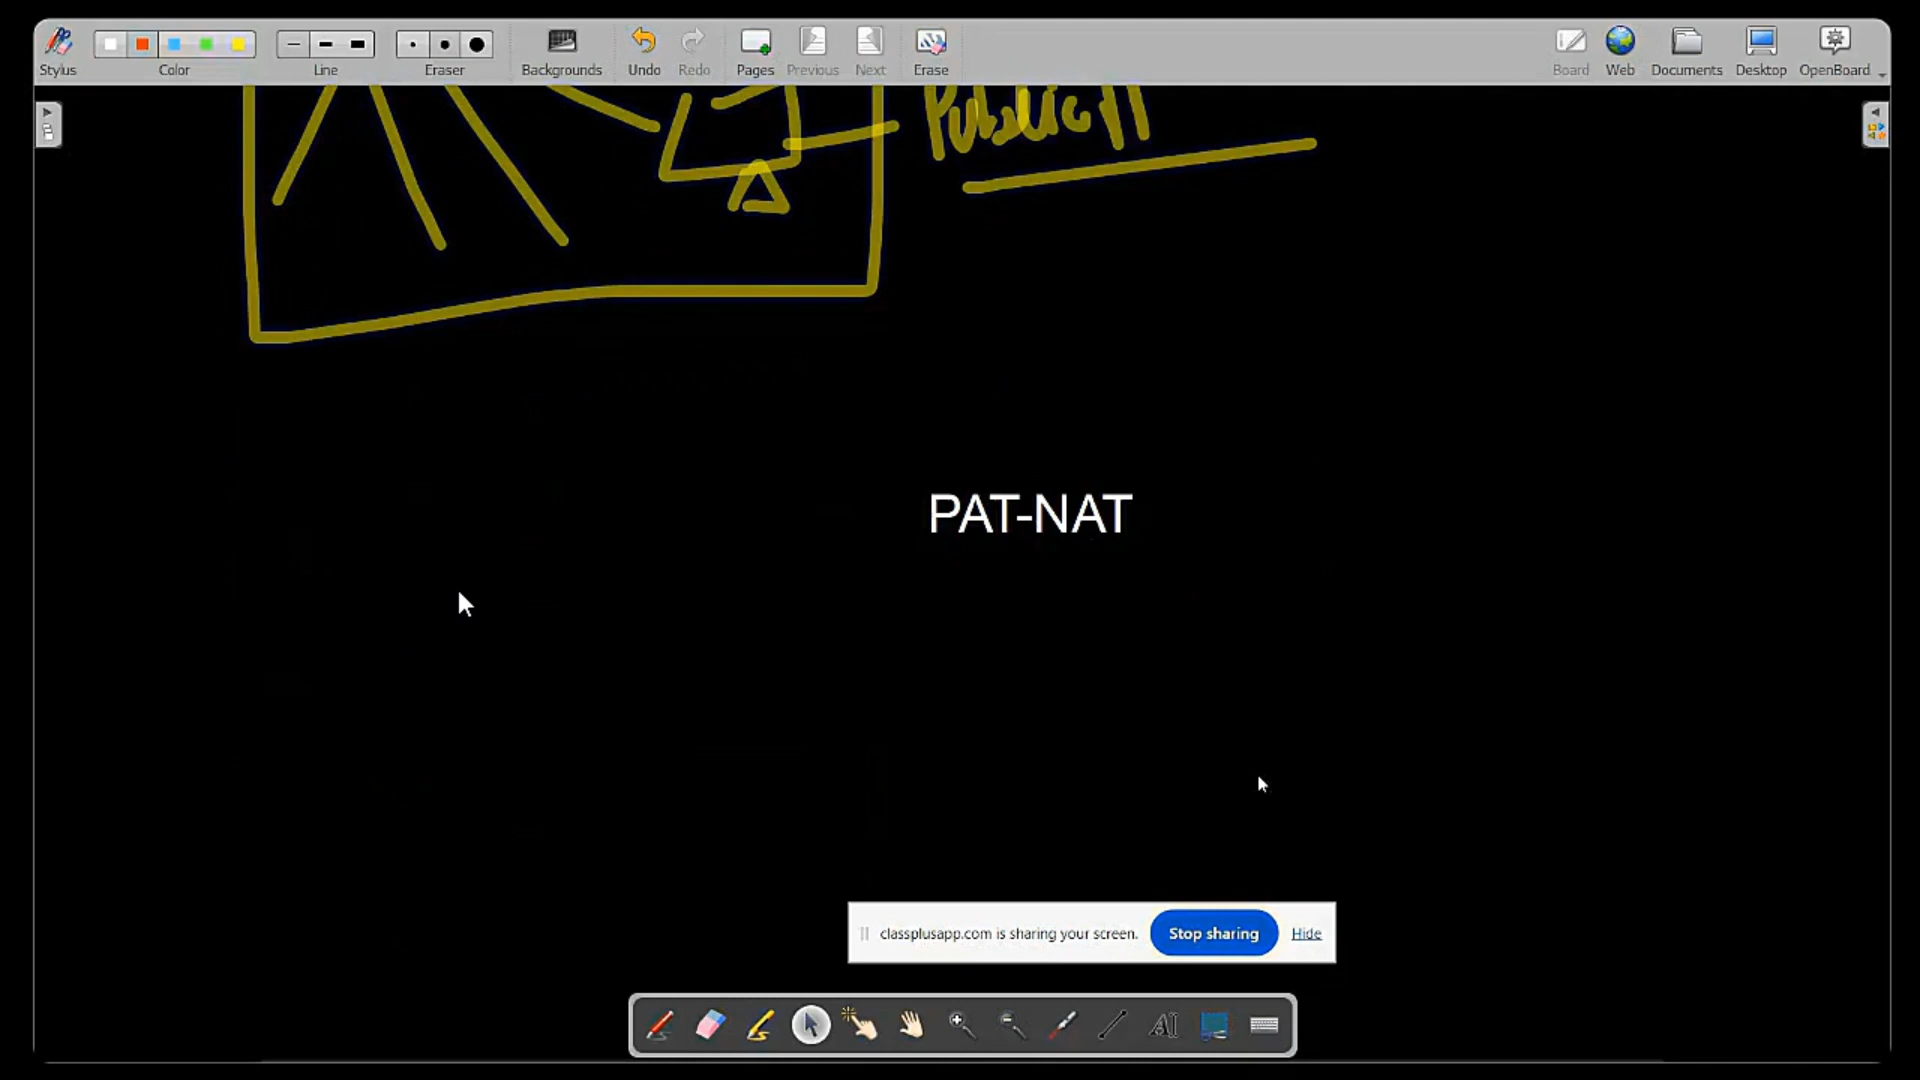 Stylus
Color
Line
Eraser
Backgrounds
Undo
Redo
Pages
Previous
Next
Erase
Board
Web
Documents
Desktop
OpenBoard
PAT-NAT
classplusapp.com is sharing your screen.
Stop sharing
Hide